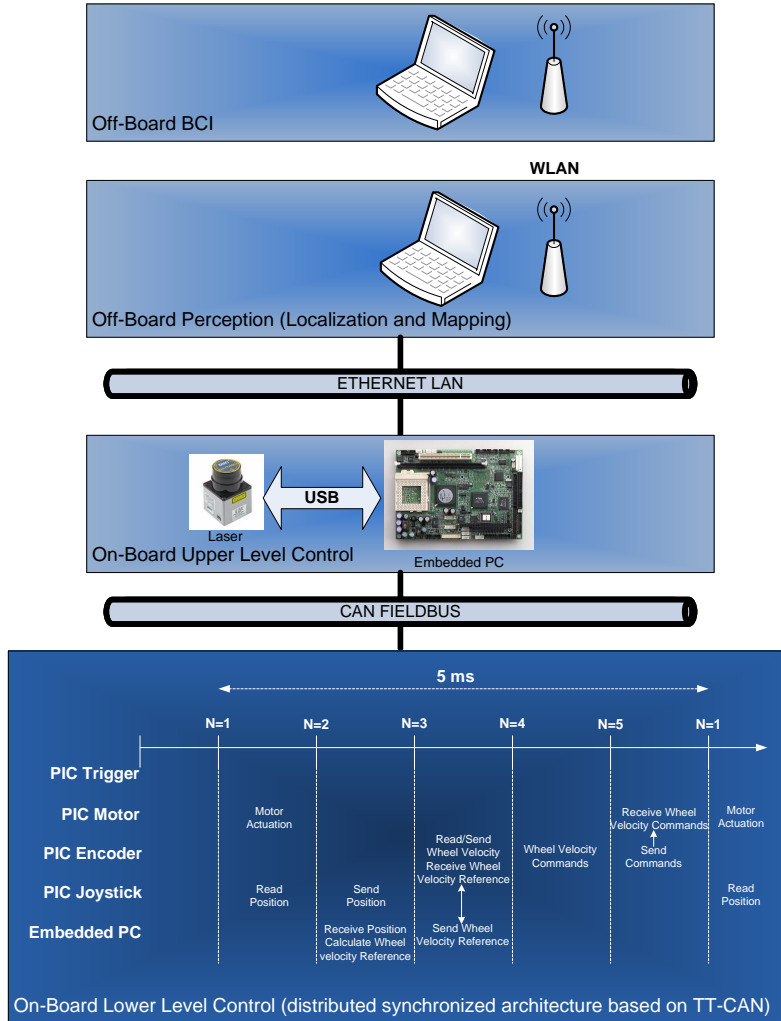 Off-Board BCI
WLAN
Off-Board Perception (Localization and Mapping)
ETHERNET LAN
USB
Laser
On-Board Upper Level Control
Embedded PC
CAN FIELDBUS
5 ms
N=1 N=2 N=3 N=4 N=5 N=1
PIC Trigger
PIC Motor
Motor
Actuation
Receive Wheel
Velocity Commands
Motor
Actuation
PIC Encoder
Read/Send
Wheel Velocity
Receive Wheel
Velocity Reference
Wheel Velocity
Commands
Send
Commands
PIC Joystick
Read
Position
Send
Position
Read
Position
Embedded PC
Receive Position
Calculate Wheel
velocity Reference
Send Wheel
Velocity Reference
On-Board Lower Level Control (distributed synchronized architecture based on TT-CAN)